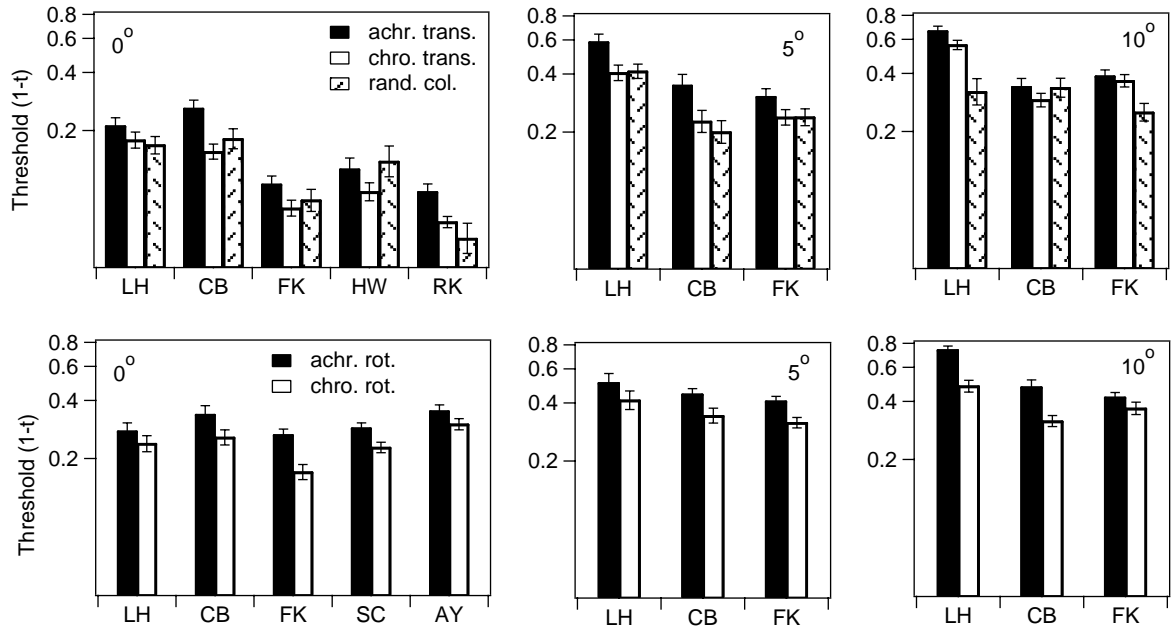 0.8
0.6
0.4
0.2
Threshold (1-t)
0°
achr. trans.
chro. trans.
rand. col.
LH CB FK HW RK
0.8
0.6
0.4
0.2
5°
LH CB FK
0.8
0.6
0.4
0.2
10°
LH CB FK
0.8
0.6
0.4
0.2
Threshold (1-t)
0°
achr. rot.
chro. rot.
LH CB FK SC AY
0.8
0.6
0.4
0.2
5°
LH CB FK
0.8
0.6
0.4
0.2
10°
LH CB FK